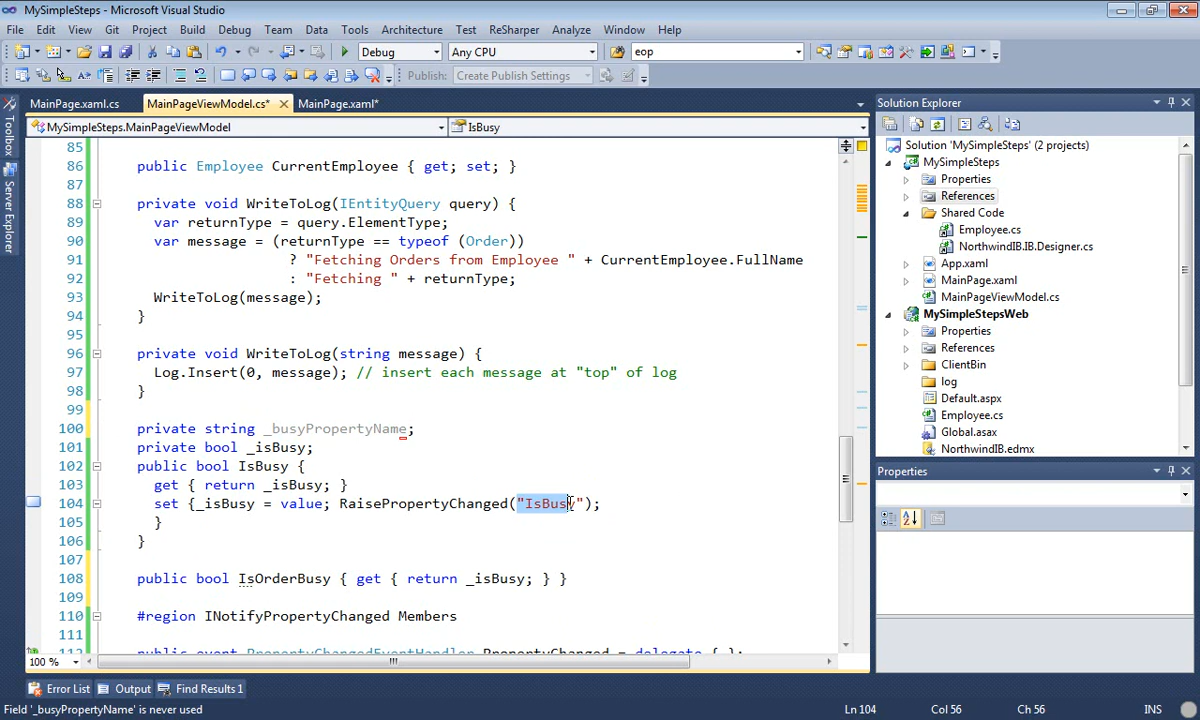 MySimpleSteps - Microsoft Visual Studio
File Edit View Git Project Build Debug Team Data Tools Architecture Test ReSharper Analyze Window Help
Debug Any CPU eop
Publish: Create Publish Settings
MainPage.xaml.cs MainPageViewModel.cs* MainPage.xaml*
MySimpleSteps.MainPageViewModel IsBusy
85
86 public Employee CurrentEmployee { get; set; }
87
88 private void WriteToLog(IEntityQuery query) {
89 var returnType = query.ElementType;
90 var message = (returnType == typeof (Order))
91 ? "Fetching Orders from Employee " + CurrentEmployee.FullName
92 : "Fetching " + returnType;
93 WriteToLog(message);
94 }
95
96 private void WriteToLog(string message) {
97 Log.Insert(0, message); // insert each message at "top" of log
98 }
99
100 private string _busyPropertyName;
101 private bool _isBusy;
102 public bool IsBusy {
103 get { return _isBusy; }
104 set {_isBusy = value; RaisePropertyChanged("IsBusy");
105 }
106 }
107
108 public bool IsOrderBusy { get { return _isBusy; } }
109
110 #region INotifyPropertyChanged Members
111
112 public event PropertyChangedEventHandler PropertyChanged = delegate { };
100 %
Toolbox
Server Explorer
Solution Explorer
Solution 'MySimpleSteps' (2 projects)
MySimpleSteps
Properties
References
Shared Code
Employee.cs
NorthwindIB.IB.Designer.cs
App.xaml
MainPage.xaml
MainPageViewModel.cs
MySimpleStepsWeb
Properties
References
ClientBin
log
Default.aspx
Employee.cs
Global.asax
NorthwindIB.edmx
Properties
Error List Output Find Results 1
Field '_busyPropertyName' is never used Ln 104 Col 56 Ch 56 INS